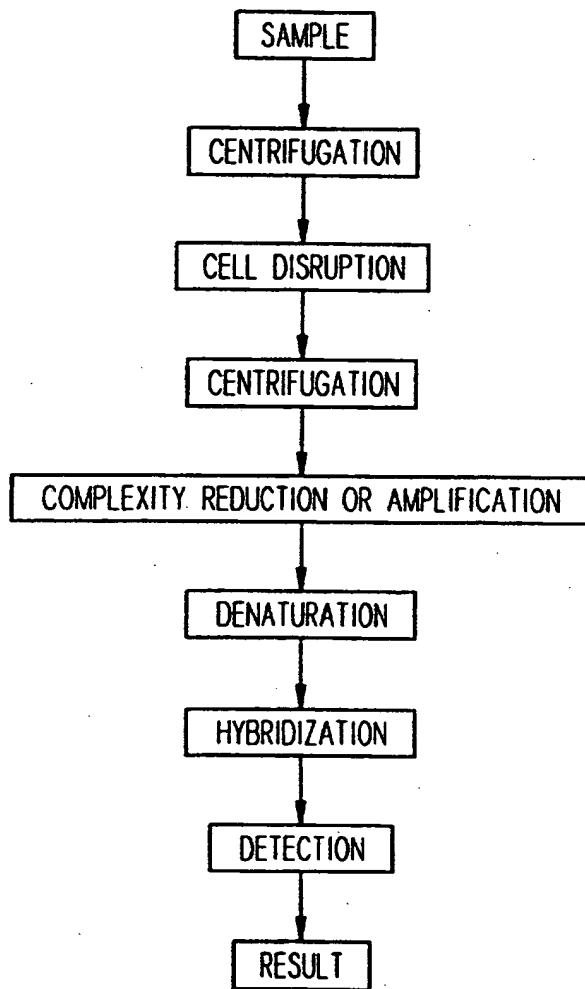 SAMPLE
CENTRIFUGATION
CELL DISRUPTION
CENTRIFUGATION
COMPLEXITY REDUCTION OR AMPLIFICATION
DENATURATION
HYBRIDIZATION
DETECTION
RESULT